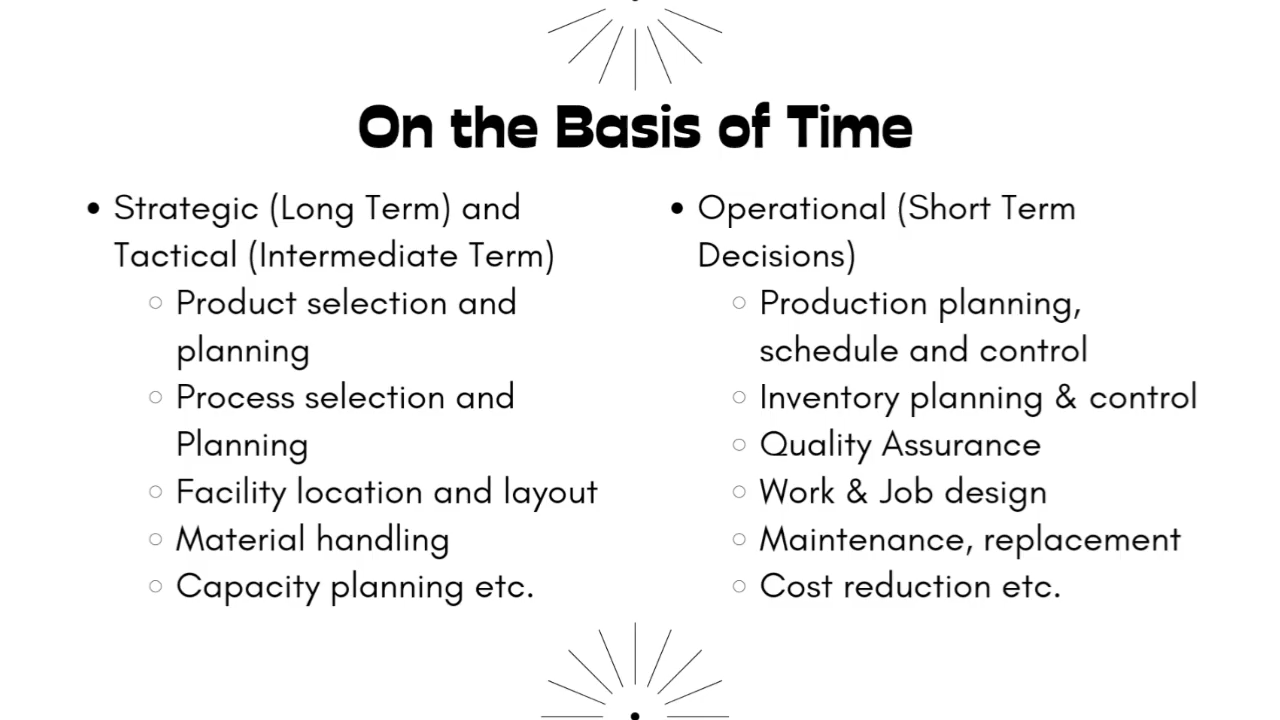 On the Basis of Time
• Strategic (Long Term) and
Tactical (Intermediate Term)
○ Product selection and
planning
○ Process selection and
Planning
○ Facility location and layout
○ Material handling
○ Capacity planning etc.
• Operational (Short Term
Decisions)
○ Production planning,
schedule and control
○ Inventory planning & control
○ Quality Assurance
○ Work & Job design
○ Maintenance, replacement
○ Cost reduction etc.